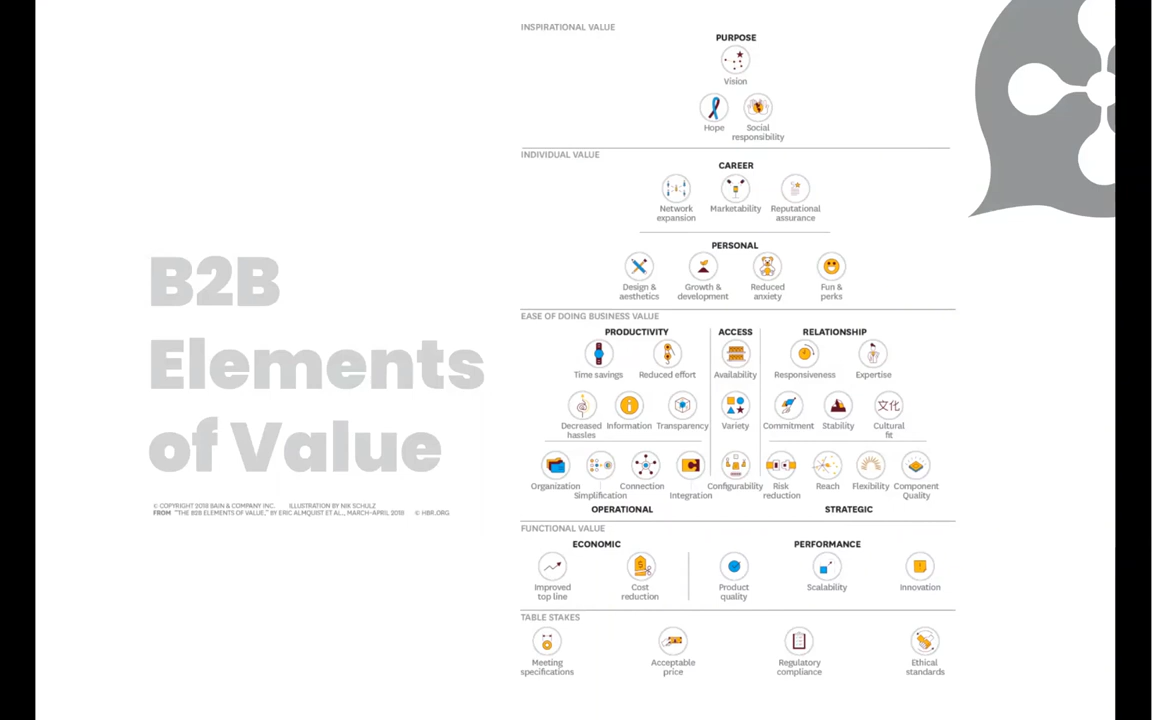 B2B
Elements
of Value
© COPYRIGHT 2018 BAIN & COMPANY INC. ILLUSTRATION BY NIK SCHULZ
FROM "THE B2B ELEMENTS OF VALUE," BY ERIC ALMQUIST ET AL., MARCH-APRIL 2018 © HBR.ORG
INSPIRATIONAL VALUE
PURPOSE
Vision
Hope Social
responsibility
INDIVIDUAL VALUE
CAREER
Network Marketability Reputational
expansion assurance
PERSONAL
Design & Growth & Reduced Fun &
aesthetics development anxiety perks
EASE OF DOING BUSINESS VALUE
PRODUCTIVITY ACCESS RELATIONSHIP
Time savings Reduced effort Availability Responsiveness Expertise
文化
Decreased Information Transparency Variety Commitment Stability Cultural
hassles fit
Organization Connection Configurability Risk Reach Flexibility Component
Simplification Integration reduction Quality
OPERATIONAL STRATEGIC
FUNCTIONAL VALUE
ECONOMIC PERFORMANCE
Improved Cost Product Scalability Innovation
top line reduction quality
TABLE STAKES
Meeting Acceptable Regulatory Ethical
specifications price compliance standards